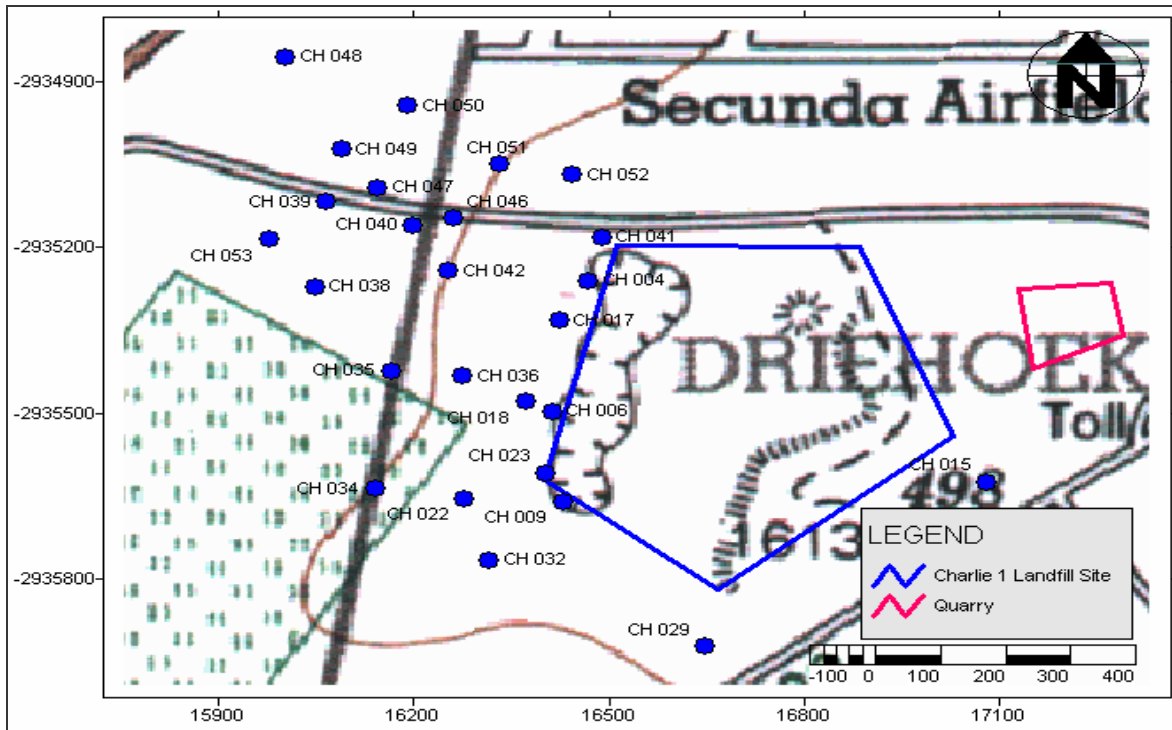 CH 048
-2934900
CH 050
Secunda Airfield
N
CH 049
CH 051
CH 052
CH 047
CH 039
CH 046
CH 040
CH 041
-2935200
CH 053
CH 042
CH 004
CH 038
CH 017
DRIEHOEK
CH 035
CH 036
CH 018
CH 006
-2935500
Toll
CH 023
CH 015
CH 034
498
CH 022
CH 009
1613
LEGEND
CH 032
Charlie 1 Landfill Site
-2935800
Quarry
CH 029
-100 0 100 200 300 400
15900 16200 16500 16800 17100